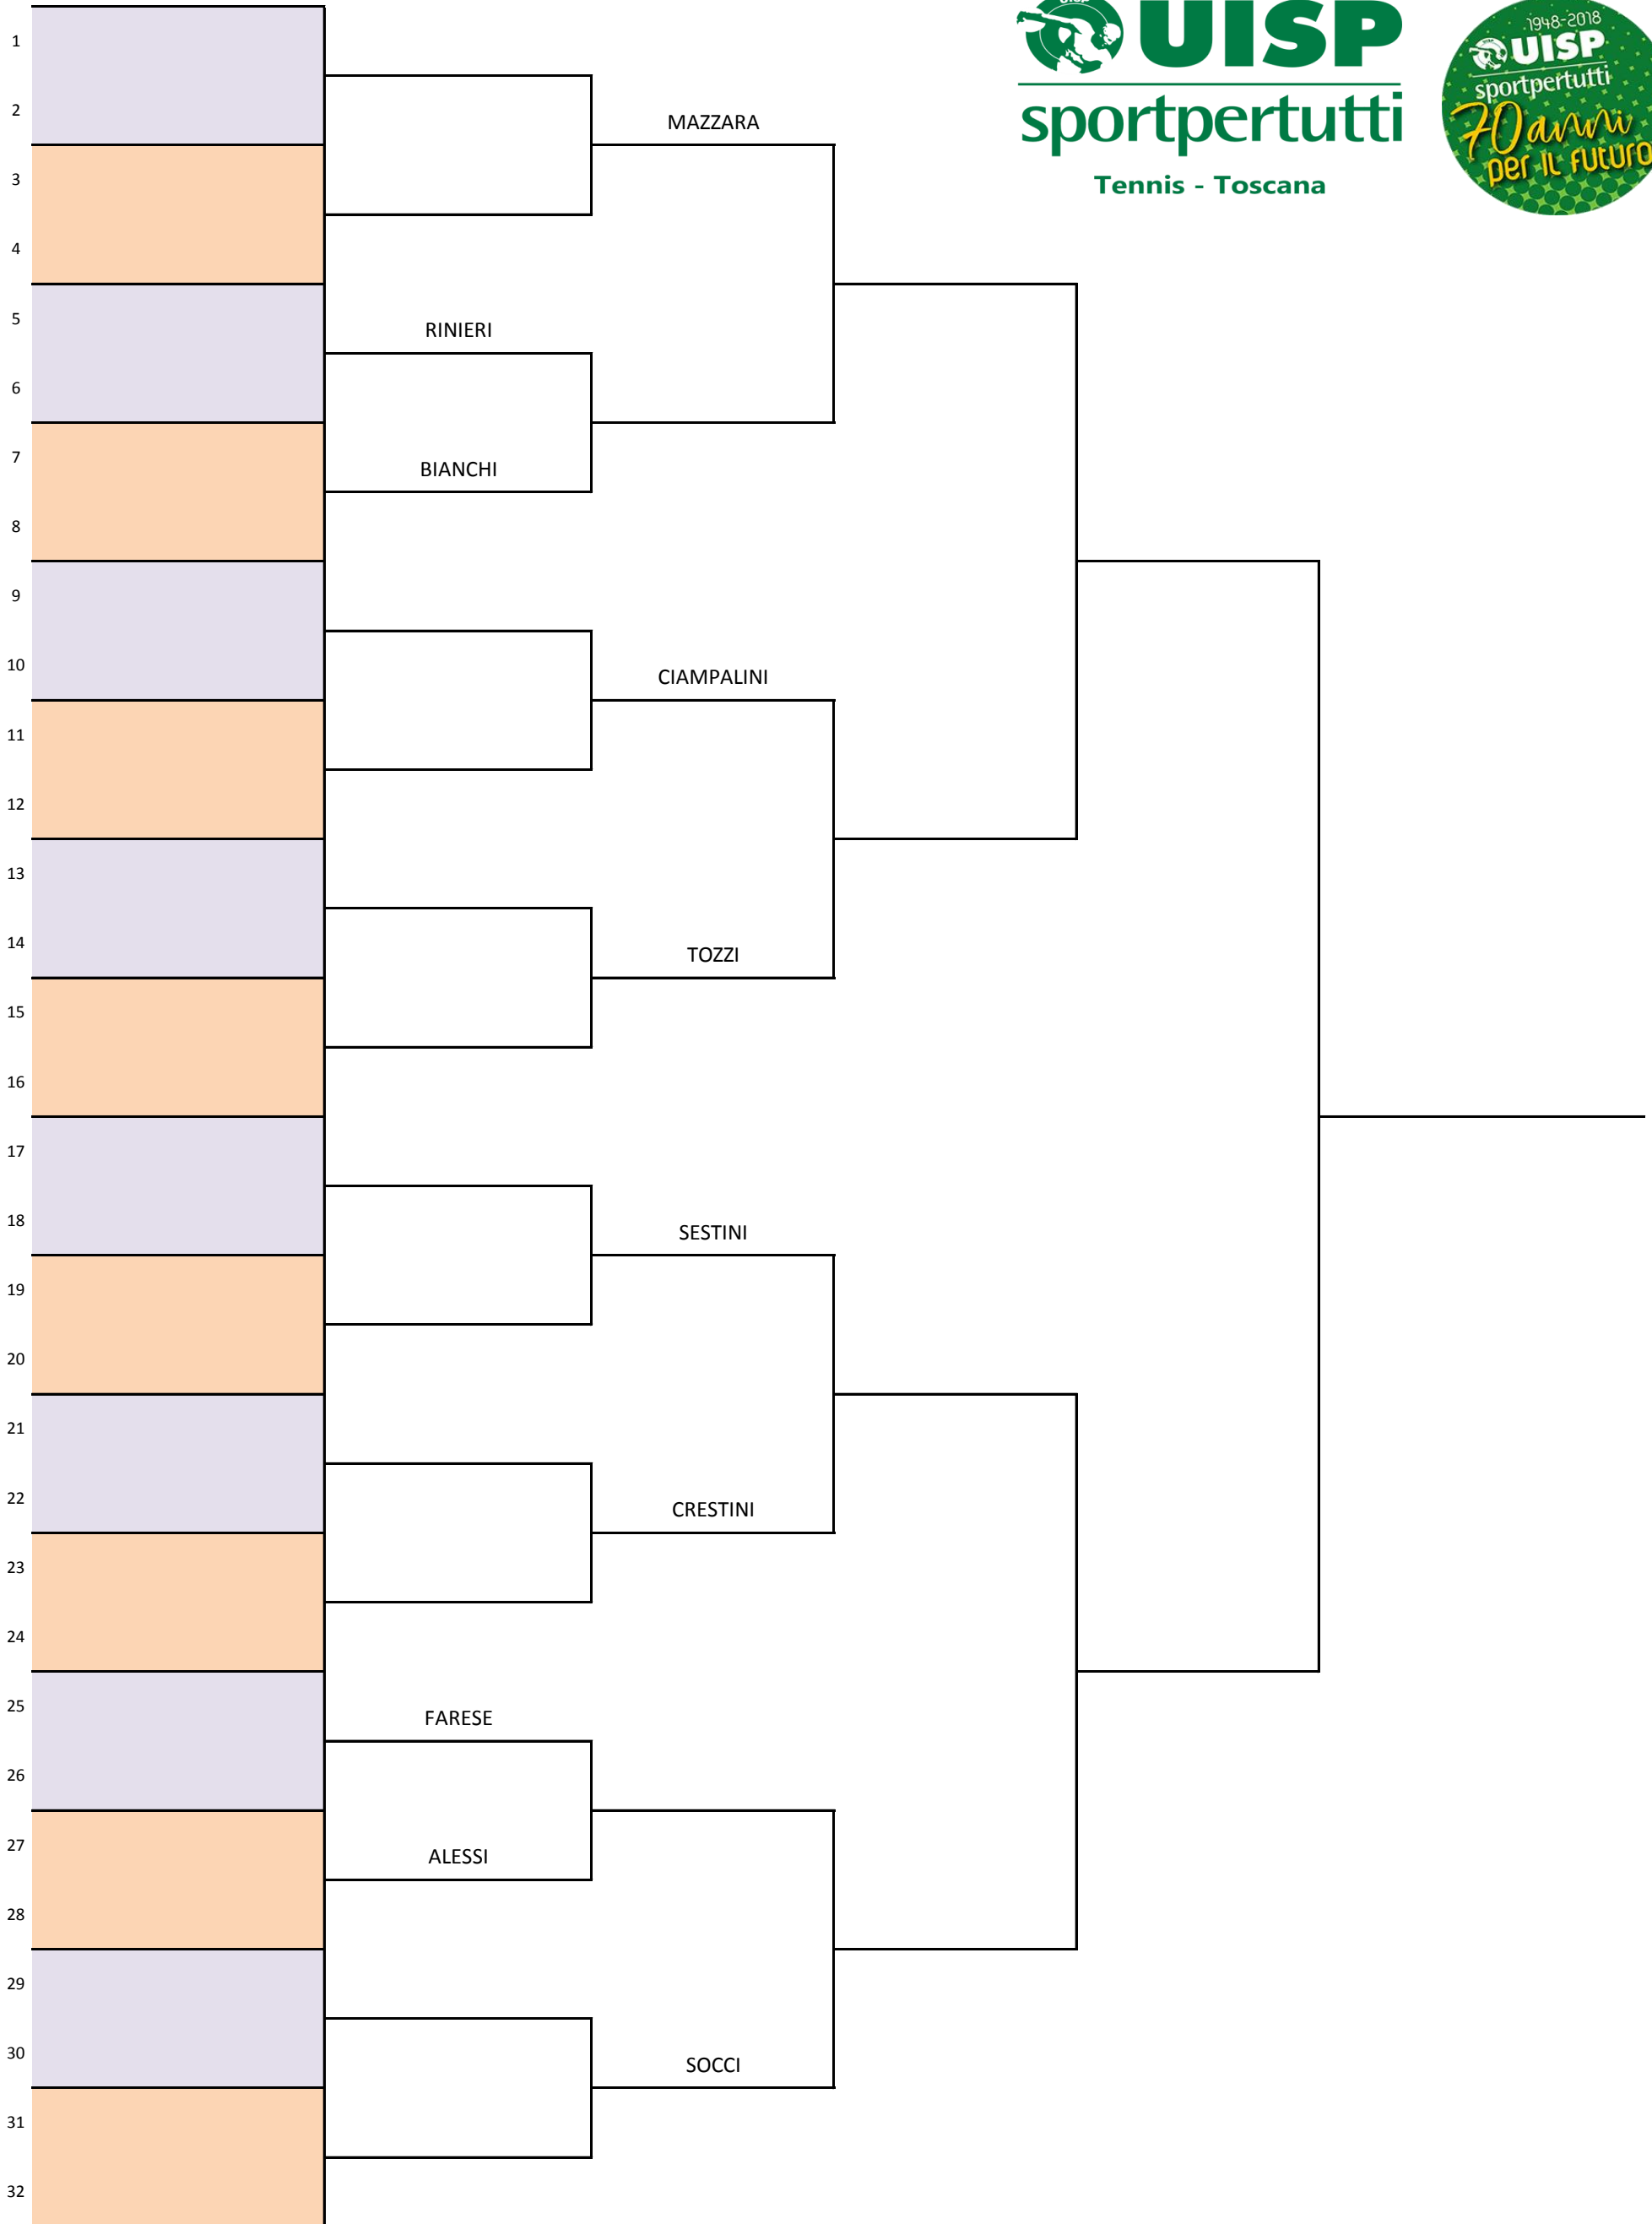 UISP
UISP
sportpertutti
Tennis - Toscana
1948-2018
UISP
sportpertutti
70 anni
per il futuro
1
2
MAZZARA
3
4
5
RINIERI
6
7
BIANCHI
8
9
10
CIAMPALINI
11
12
13
14
TOZZI
15
16
17
18
SESTINI
19
20
21
22
CRESTINI
23
24
25
FARESE
26
27
ALESSI
28
29
30
SOCCI
31
32